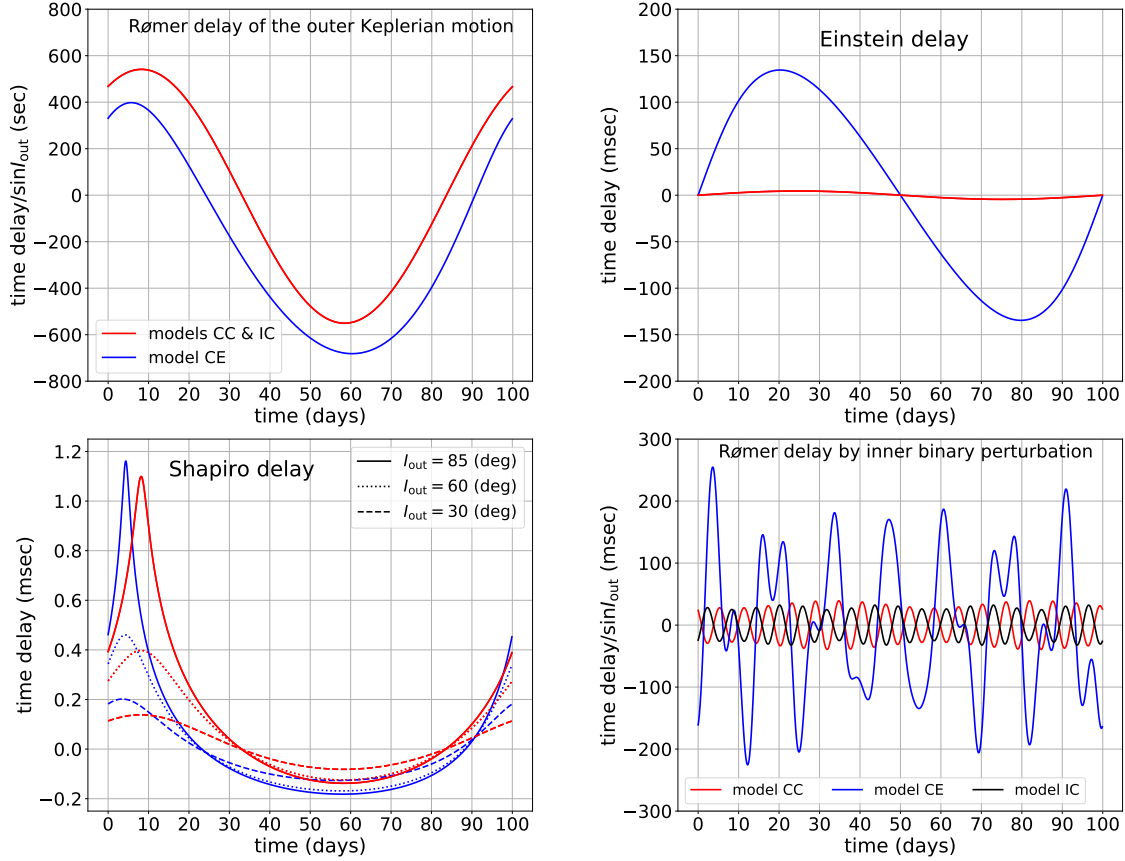 Rømer delay of the outer Keplerian motion
time delay/sinI_out (sec)
800
600
400
200
0
−200
−400
−600
−800
models CC & IC
model CE
0 10 20 30 40 50 60 70 80 90 100
time (days)
Einstein delay
time delay (msec)
200
150
100
50
0
−50
−100
−150
−200
0 10 20 30 40 50 60 70 80 90 100
time (days)
Shapiro delay
time delay (msec)
1.2
1.0
0.8
0.6
0.4
0.2
0.0
−0.2
I_out = 85 (deg)
I_out = 60 (deg)
I_out = 30 (deg)
0 10 20 30 40 50 60 70 80 90 100
time (days)
Rømer delay by inner binary perturbation
time delay/sinI_out (msec)
300
200
100
0
−100
−200
−300
model CC model CE model IC
0 10 20 30 40 50 60 70 80 90 100
time (days)